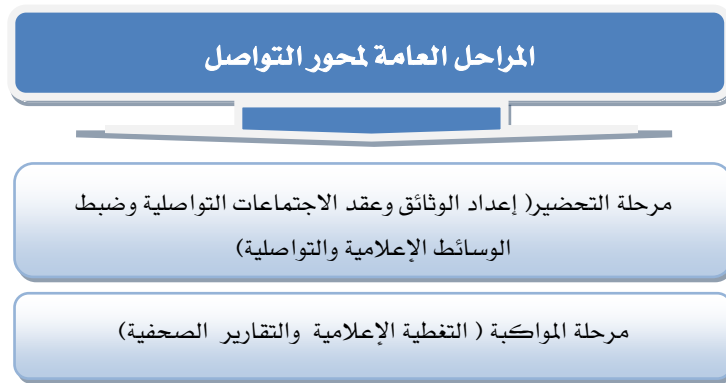 المراحل العامة لمحور التواصل
مرحلة التحضير( إعداد الوثائق وعقد الاجتماعات التواصلية وضبط
الوسائط الإعلامية والتواصلية)
مرحلة المواكبة ( التغطية الإعلامية والتقارير الصحفية)